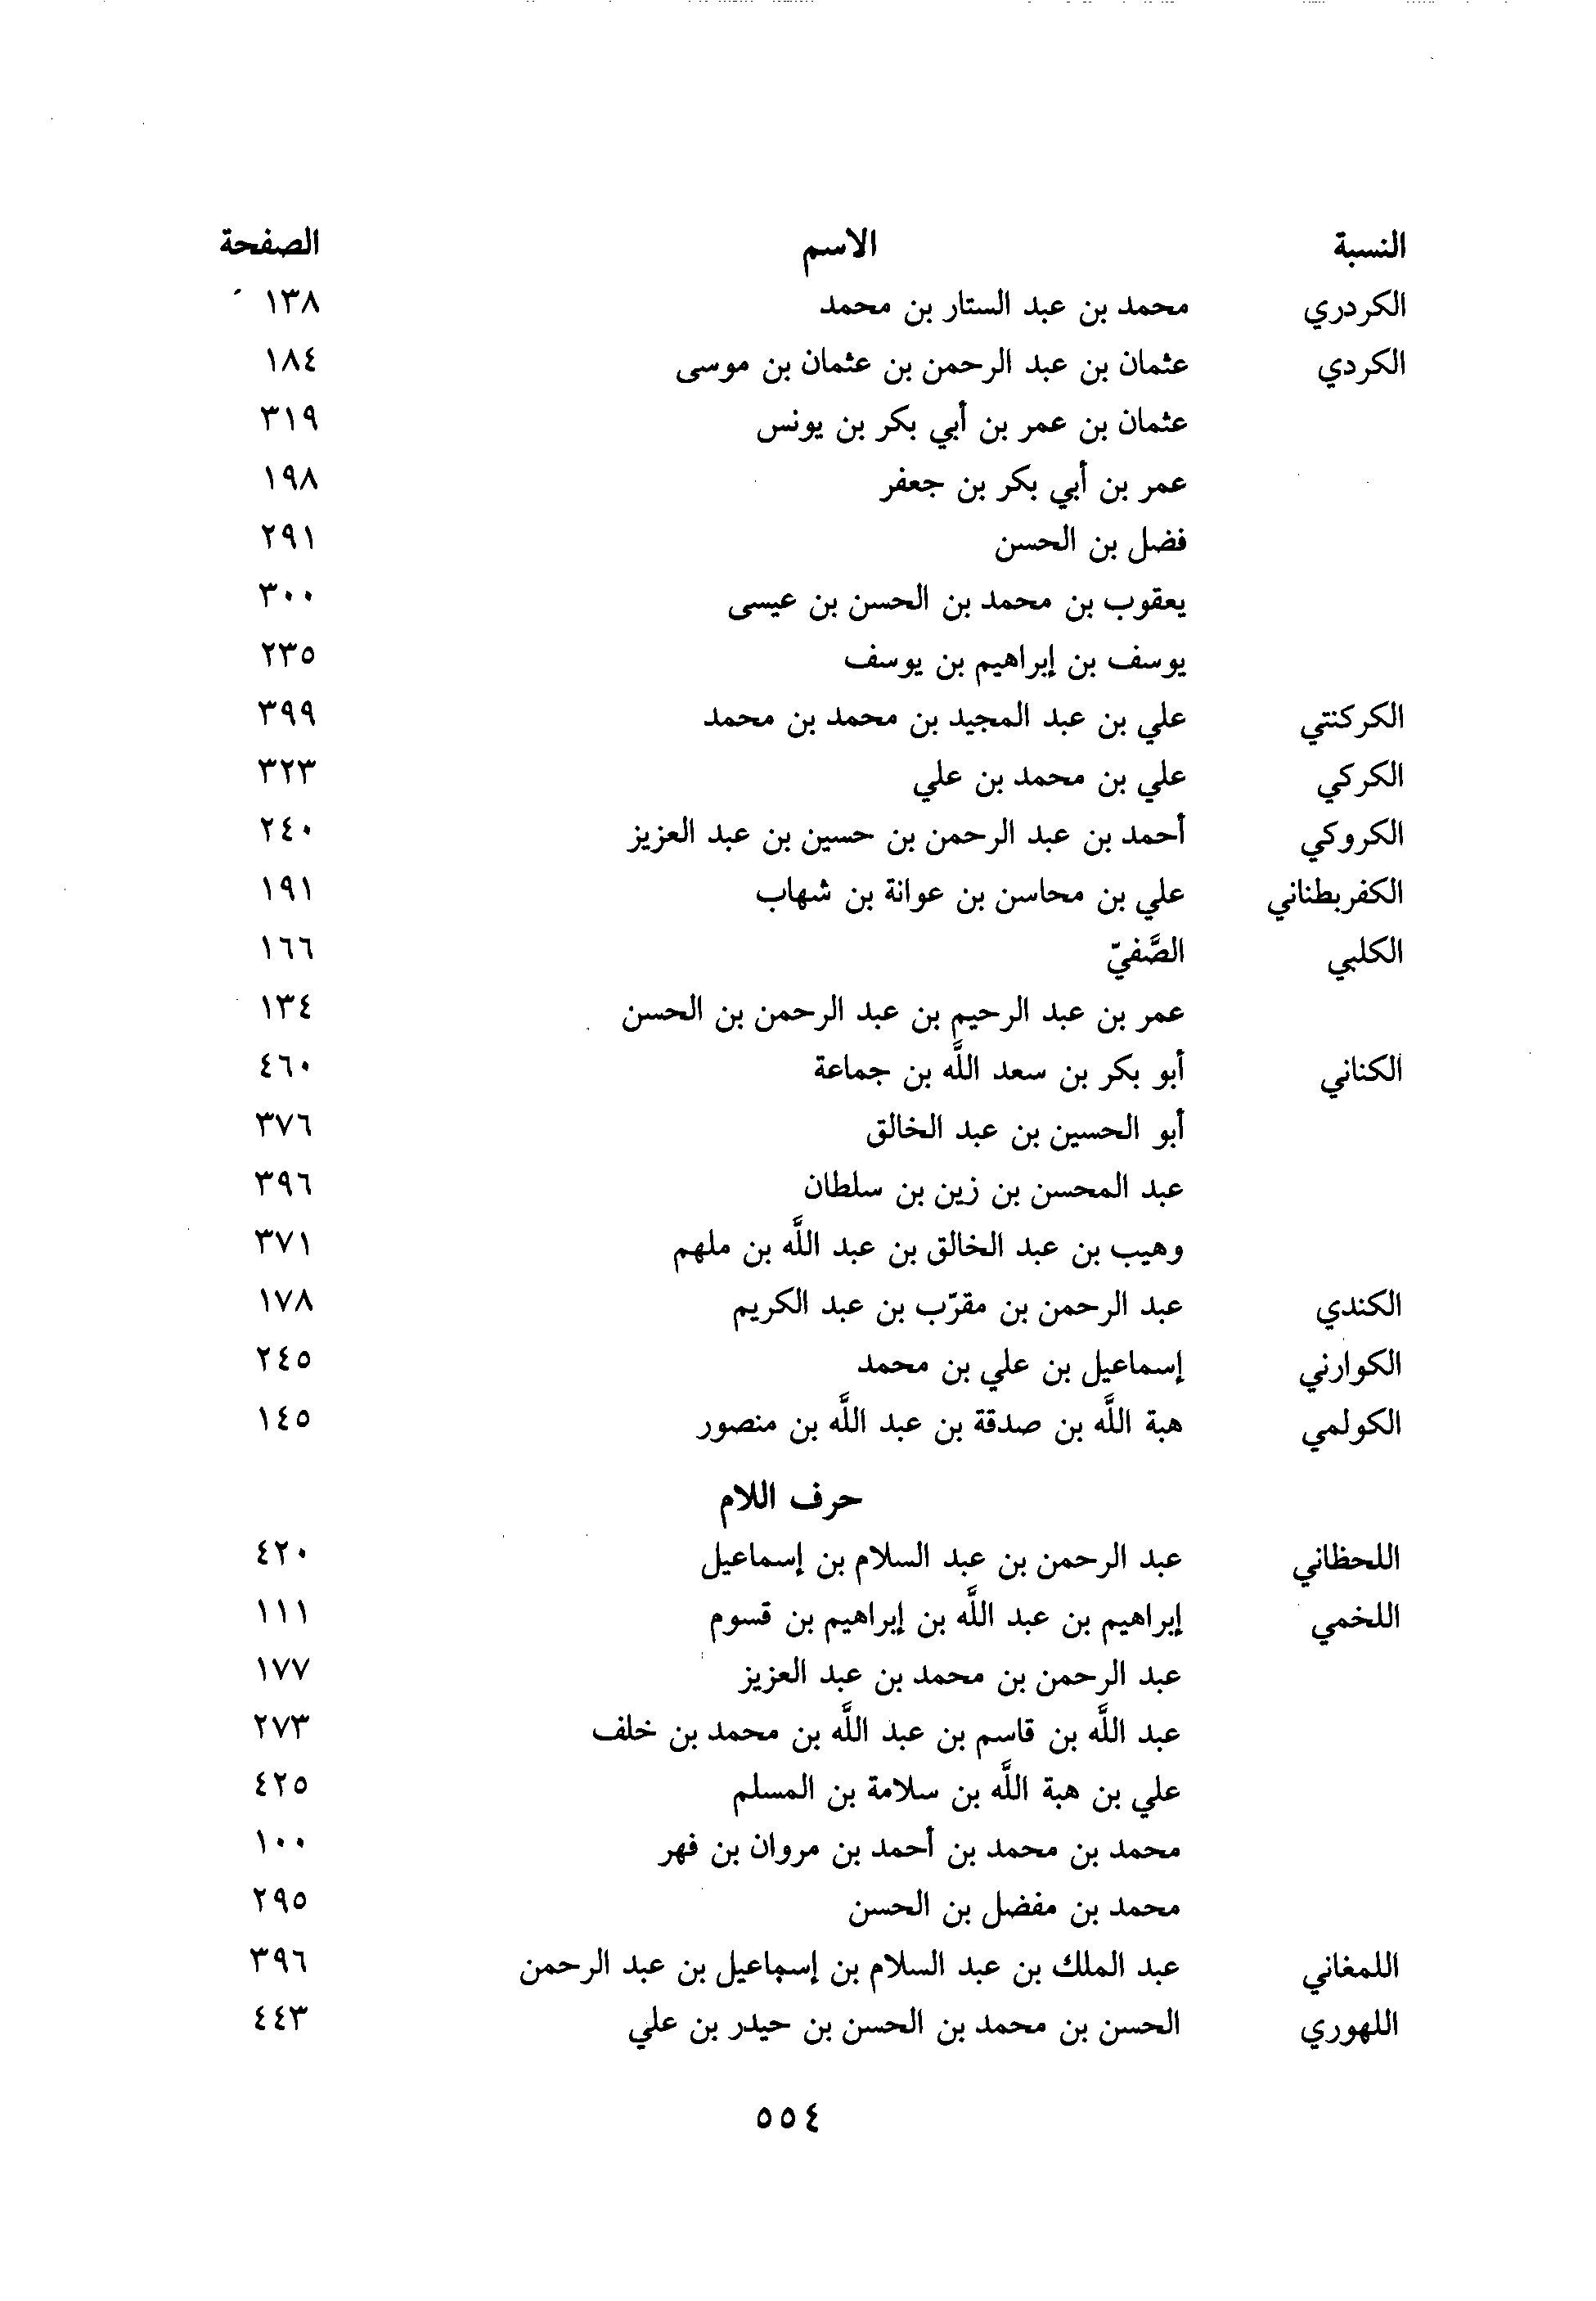 النسبة الاسم الصفحة
الكردري محمد بن عبد الستار بن محمد ١٣٨
الكردي عثمان بن عبد الرحمن بن عثمان بن موسى ١٨٤
عثمان بن عمر بن أبي بكر بن يونس ٣١٩
عمر بن أبي بكر بن جعفر ١٩٨
فضل بن الحسن ٢٩١
يعقوب بن محمد بن الحسن بن عيسى ٣٠٠
يوسف بن إبراهيم بن يوسف ٢٣٥
الكركنتي علي بن عبد المجيد بن محمد بن محمد ٣٩٩
الكركي علي بن محمد بن علي ٣٢٣
الكروكي أحمد بن عبد الرحمن بن حسين بن عبد العزيز ٢٤٠
الكفربطناني علي بن محاسن بن عوانة بن شهاب ١٩١
الكلبي الصَّفيّ ١٦٦
عمر بن عبد الرحيم بن عبد الرحمن بن الحسن ١٣٤
الكناني أبو بكر بن سعد اللَّه بن جماعة ٤٦٠
أبو الحسين بن عبد الخالق ٣٧٦
عبد المحسن بن زين بن سلطان ٣٩٦
وهيب بن عبد الخالق بن عبد اللَّه بن ملهم ٣٧١
الكندي عبد الرحمن بن مقرّب بن عبد الكريم ١٧٨
الكوارني إسماعيل بن علي بن محمد ٢٤٥
الكولمي هبة اللَّه بن صدقة بن عبد اللَّه بن منصور ١٤٥
حرف اللام
اللحظاني عبد الرحمن بن عبد السلام بن إسماعيل ٤٢٠
اللخمي إبراهيم بن عبد اللَّه بن إبراهيم بن قسوم ١١١
عبد الرحمن بن محمد بن عبد العزيز ١٧٧
عبد اللَّه بن قاسم بن عبد اللَّه بن محمد بن خلف ٢٧٣
علي بن هبة اللَّه بن سلامة بن المسلم ٤٢٥
محمد بن محمد بن أحمد بن مروان بن فهر ١٠٠
محمد بن مفضل بن الحسن ٢٩٥
اللمغاني عبد الملك بن عبد السلام بن إسماعيل بن عبد الرحمن ٣٩٦
اللهوري الحسن بن محمد بن الحسن بن حيدر بن علي ٤٤٣
٥٥٤